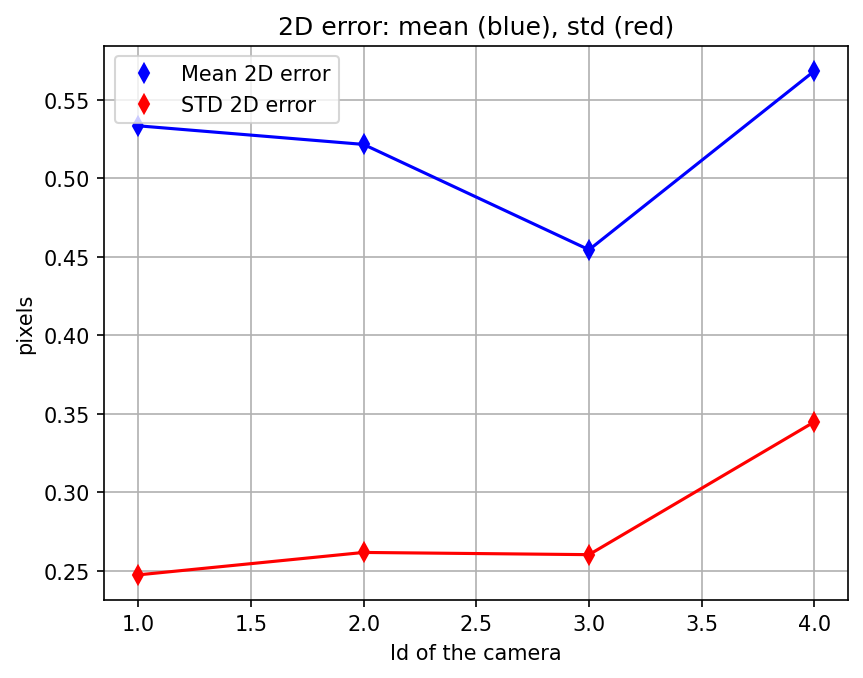 2D error: mean (blue), std (red)
Mean 2D error
STD 2D error
0.55
0.50
0.45
0.40
0.35
0.30
0.25
pixels
1.0 1.5 2.0 2.5 3.0 3.5 4.0
Id of the camera